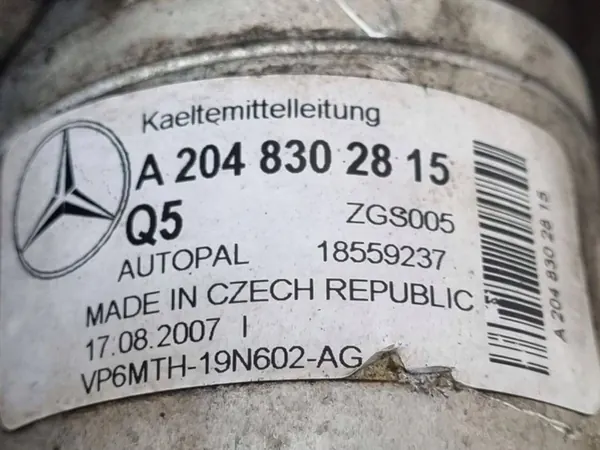 Kaeltemittelleitung
A 204 830 28 15
Q5 ZGS005
AUTOPAL 18559237
MADE IN CZECH REPUBLIC
17.08.2007 I
VP6MTH-19N602-AG
A 204 830 28 15